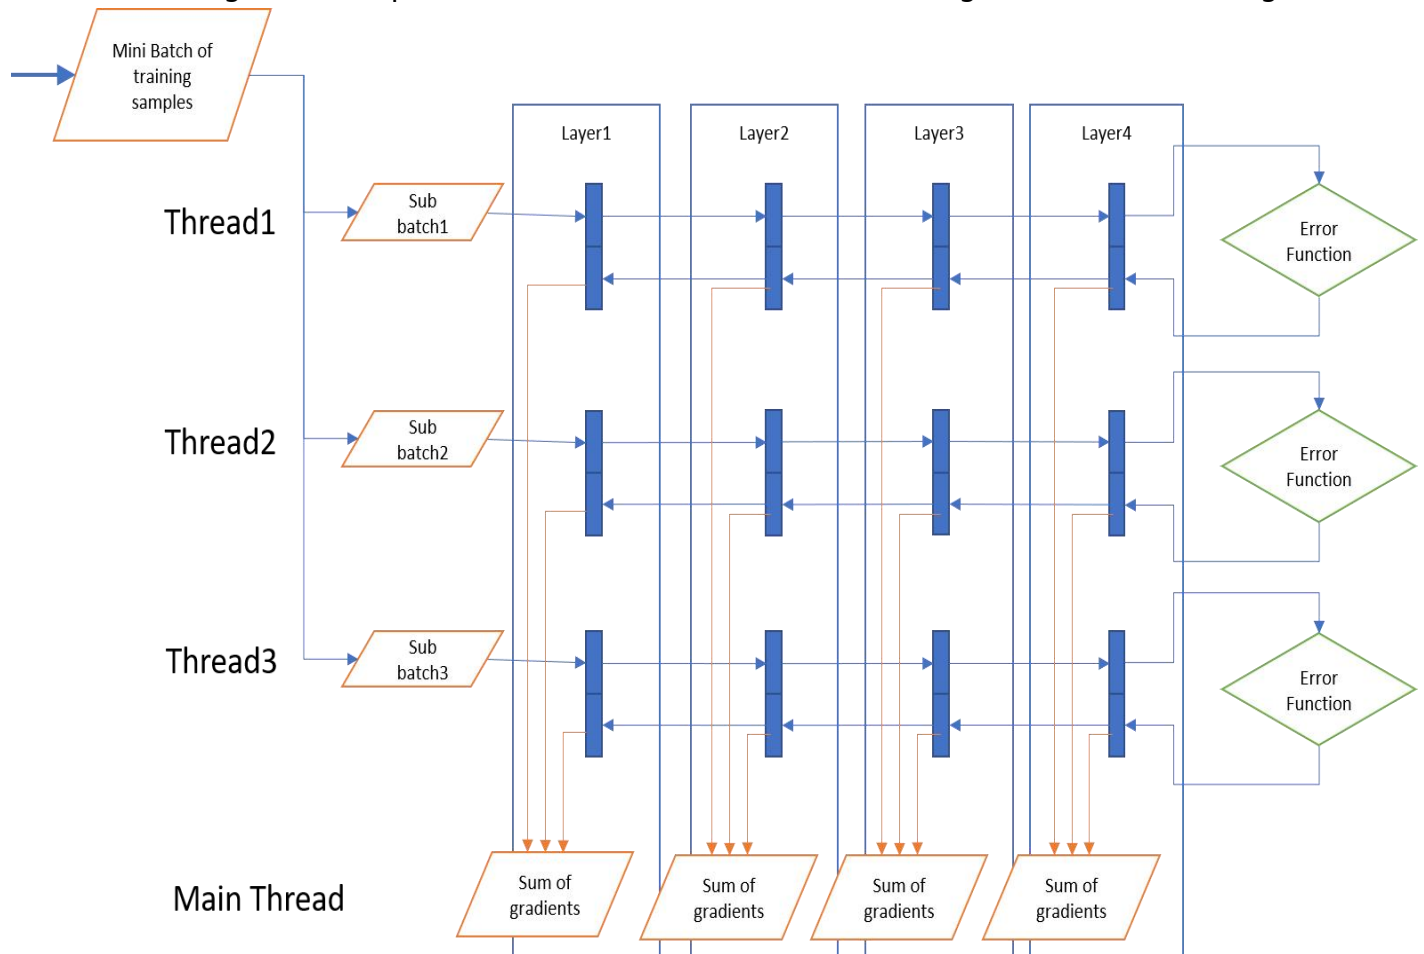 Mini Batch of
training
samples
Layer1
Layer2
Layer3
Layer4
Thread1
Sub
batch1
Error
Function
Thread2
Sub
batch2
Error
Function
Thread3
Sub
batch3
Error
Function
Main Thread
Sum of
gradients
Sum of
gradients
Sum of
gradients
Sum of
gradients